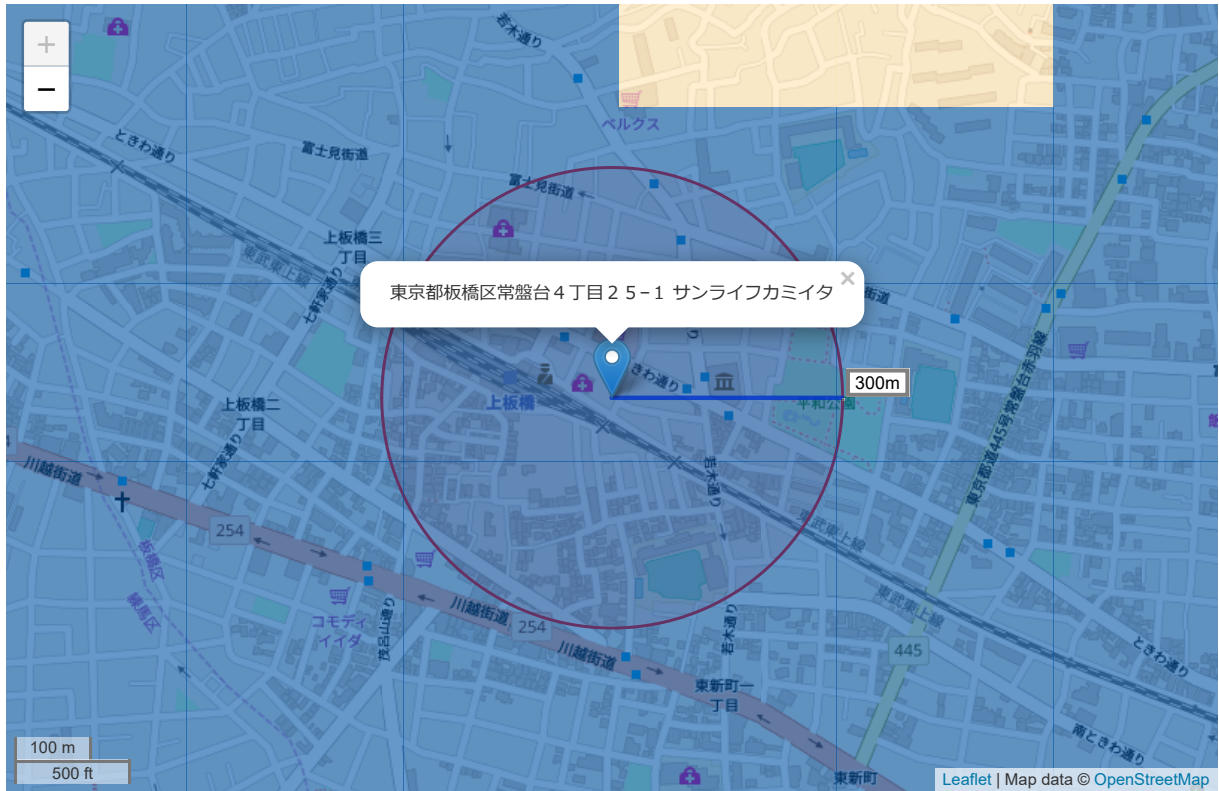 +
−
若木通り
ベルクス
ときわ通り
富士見街道
富士見街道
上板橋三
丁目
東武東上線
七軒家通り
東京都板橋区常盤台４丁目２５−１ サンライフカミイタ
×
街道
きわ通り
300m
上板橋
平和公園
上板橋二
丁目
七軒家通り
川越街道
若木通り
東京都道445号常盤台赤羽線
254
東武東上線
板橋区
練馬区
コモディ
イイダ
茂呂山通り
川越街道
254
川越街道
若木通り
東武東上線
445
ときわ通り
東新町一
丁目
南ときわ通り
東新町
100 m
500 ft
Leaflet | Map data © OpenStreetMap